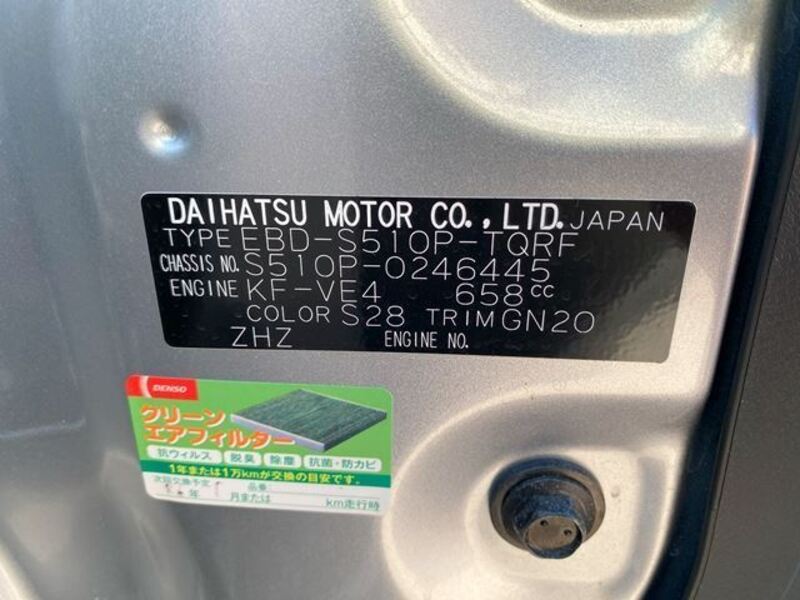 DAIHATSU MOTOR CO., LTD. JAPAN
TYPE EBD-S510P-TQRF
CHASSIS NO. S510P-0246445
ENGINE KF-VE4 658cc
COLOR S28 TRIM GN20
ZHZ ENGINE NO.
DENSO
クリーン
エアフィルター
抗ウィルス 脱臭 除塵 抗菌・防カビ
1年または1万kmが交換の目安です。
次回交換予定 品番:
年 月または km走行時